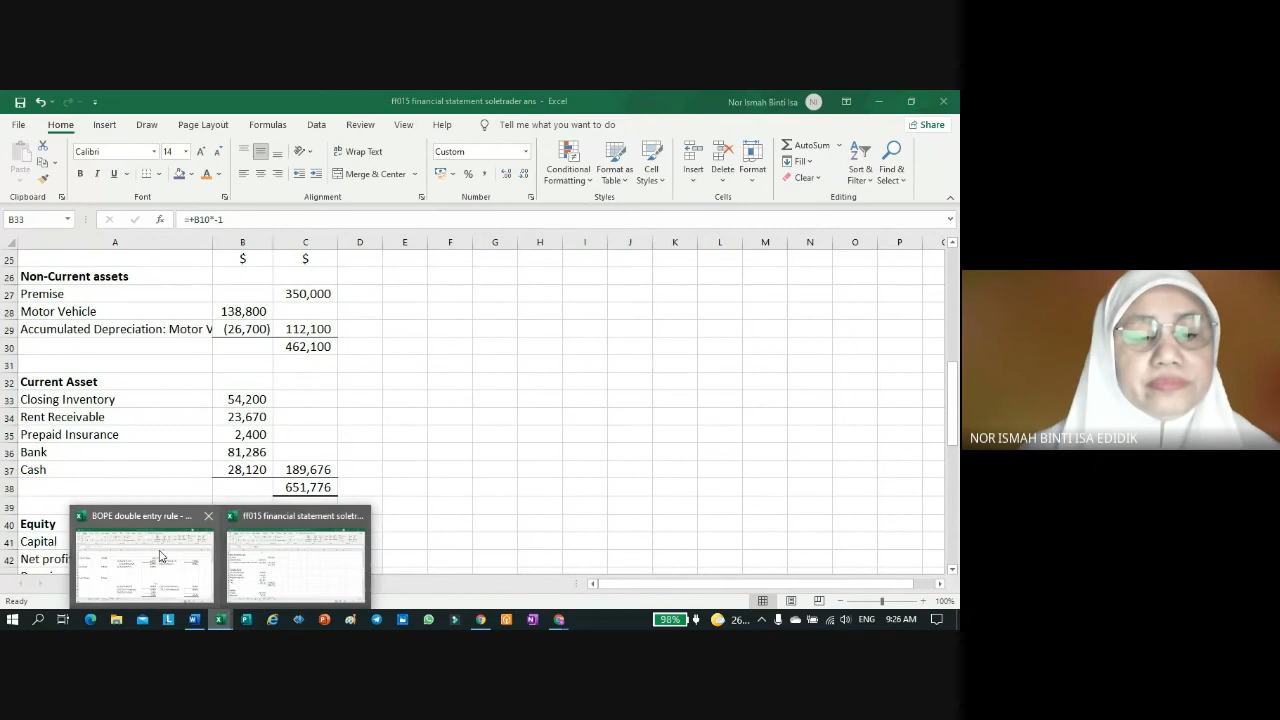 ff015 financial statement soletrader ans - Excel
Nor Ismah Binti Isa
NI
File Home Insert Draw Page Layout Formulas Data Review View Help Tell me what you want to do
Share
Paste
Calibri 14
Wrap Text
Custom
Conditional Formatting
Format as Table
Cell Styles
Insert
Delete
Format
AutoSum
Fill
Clear
Sort & Filter
Find & Select
B I U
Merge & Center
Clipboard Font Alignment Number Styles Cells Editing
B33 fx =+B10*-1
A B C D E F G H I J K L M N O P
25 $ $
26 Non-Current assets
27 Premise 350,000
28 Motor Vehicle 138,800
29 Accumulated Depreciation: Motor V (26,700) 112,100
30 462,100
31
32 Current Asset
33 Closing Inventory 54,200
34 Rent Receivable 23,670
35 Prepaid Insurance 2,400
36 Bank 81,286
37 Cash 28,120 189,676
38 651,776
39
40 Equity
41 Capital
42 Net profi
BOPE double entry rule - ...
ff015 financial statement soletr...
Ready
100%
98%
26...
ENG
9:26 AM
NOR ISMAH BINTI ISA EDIDIK